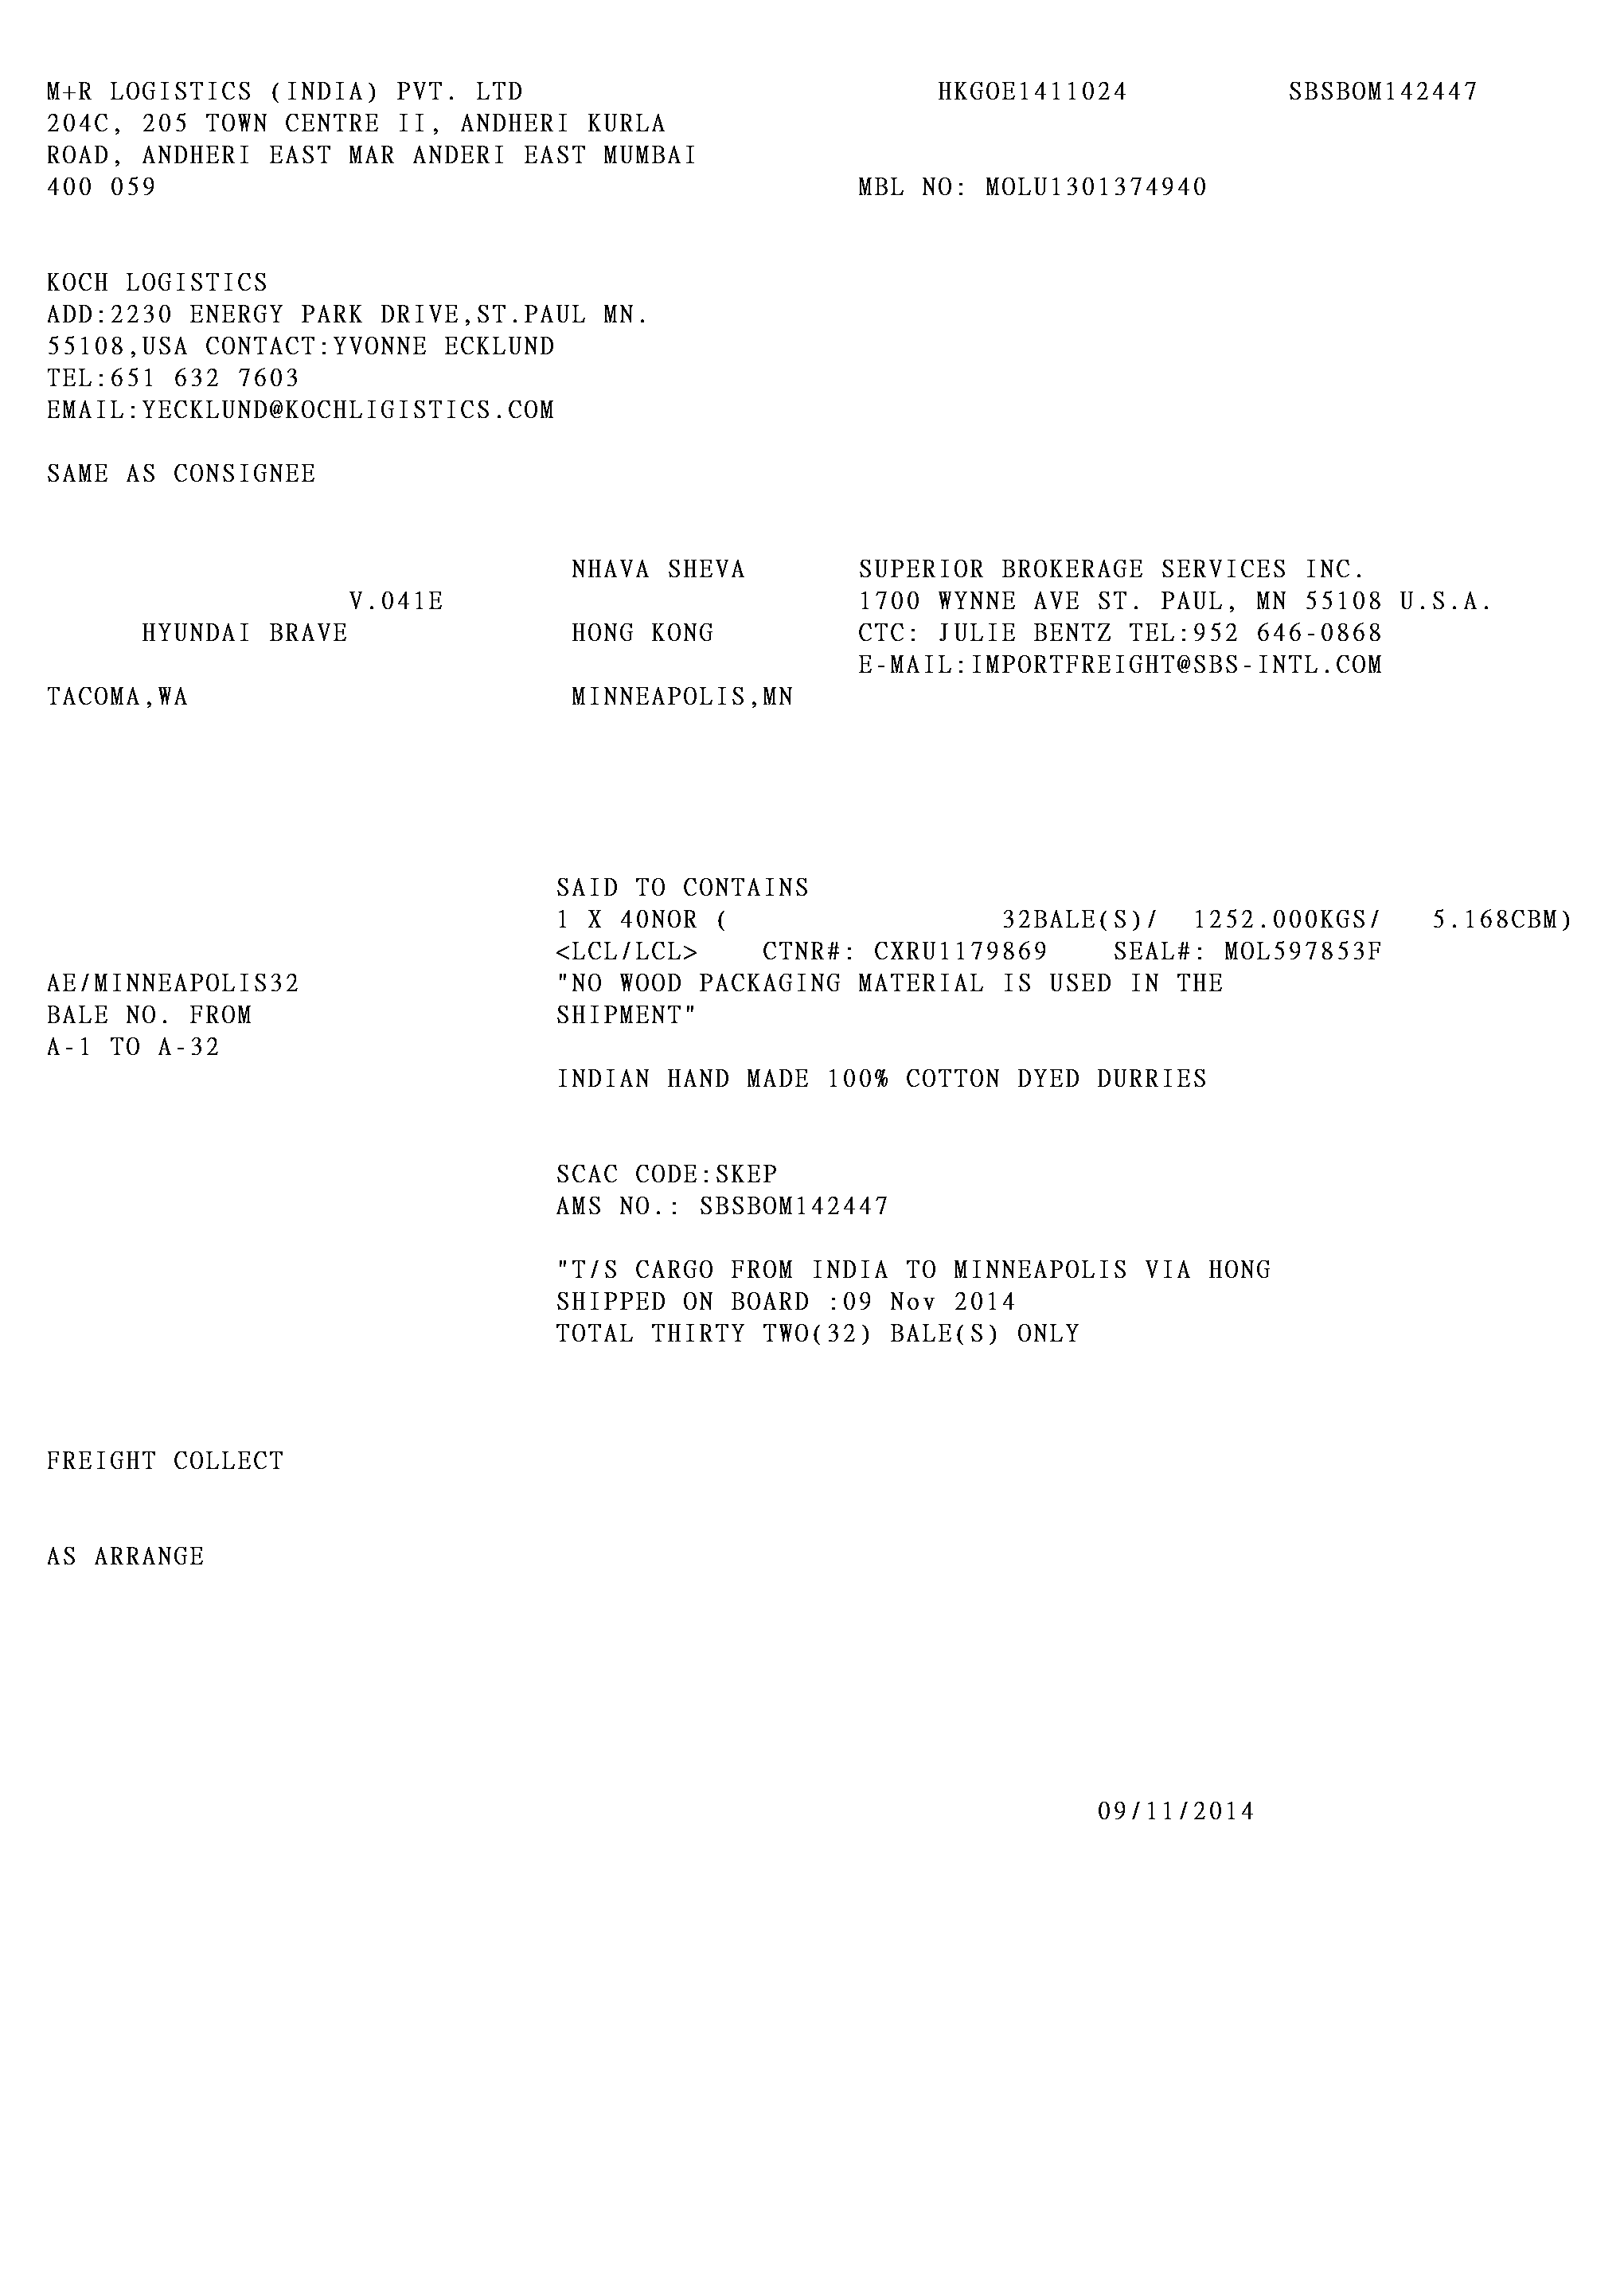 M+R LOGISTICS (INDIA) PVT. LTD HKGOE1411024 SBSBOM142447
204C, 205 TOWN CENTRE II, ANDHERI KURLA
ROAD, ANDHERI EAST MAR ANDERI EAST MUMBAI
400 059 MBL NO: MOLU1301374940
KOCH LOGISTICS
ADD:2230 ENERGY PARK DRIVE,ST.PAUL MN.
55108,USA CONTACT:YVONNE ECKLUND
TEL:651 632 7603
EMAIL:YECKLUND@KOCHLIGISTICS.COM
SAME AS CONSIGNEE
NHAVA SHEVA SUPERIOR BROKERAGE SERVICES INC.
V.041E 1700 WYNNE AVE ST. PAUL, MN 55108 U.S.A.
HYUNDAI BRAVE HONG KONG CTC: JULIE BENTZ TEL:952 646-0868
E-MAIL:IMPORTFREIGHT@SBS-INTL.COM
TACOMA,WA MINNEAPOLIS,MN
SAID TO CONTAINS
1 X 40NOR ( 32BALE(S)/ 1252.000KGS/ 5.168CBM)
<LCL/LCL> CTNR#: CXRU1179869 SEAL#: MOL597853F
AE/MINNEAPOLIS32 "NO WOOD PACKAGING MATERIAL IS USED IN THE
BALE NO. FROM SHIPMENT"
A-1 TO A-32
INDIAN HAND MADE 100% COTTON DYED DURRIES
SCAC CODE:SKEP
AMS NO.: SBSBOM142447
"T/S CARGO FROM INDIA TO MINNEAPOLIS VIA HONG
SHIPPED ON BOARD :09 Nov 2014
TOTAL THIRTY TWO(32) BALE(S) ONLY
FREIGHT COLLECT
AS ARRANGE
09/11/2014